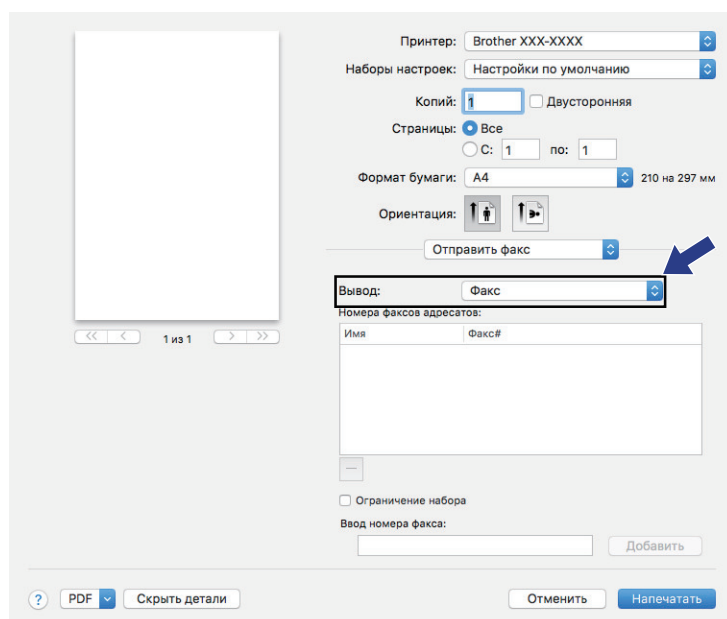 Принтер: Brother XXX-XXXX
Наборы настроек: Настройки по умолчанию
Копий: 1 Двусторонняя
Страницы: Все
С: 1 по: 1
Формат бумаги: A4 210 на 297 мм
Ориентация:
Отправить факс
Вывод: Факс
Номера факсов адресатов:
Имя Факс#
<< < 1 из 1 > >>
Ограничение набора
Ввод номера факса:
Добавить
? PDF Скрыть детали Отменить Напечатать